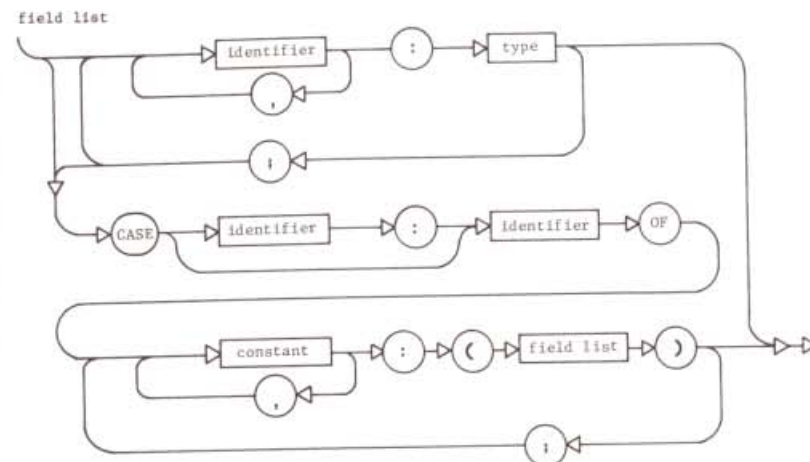 field list
identifier : type
,
;
CASE identifier : identifier OF
constant : ( field list )
,
;